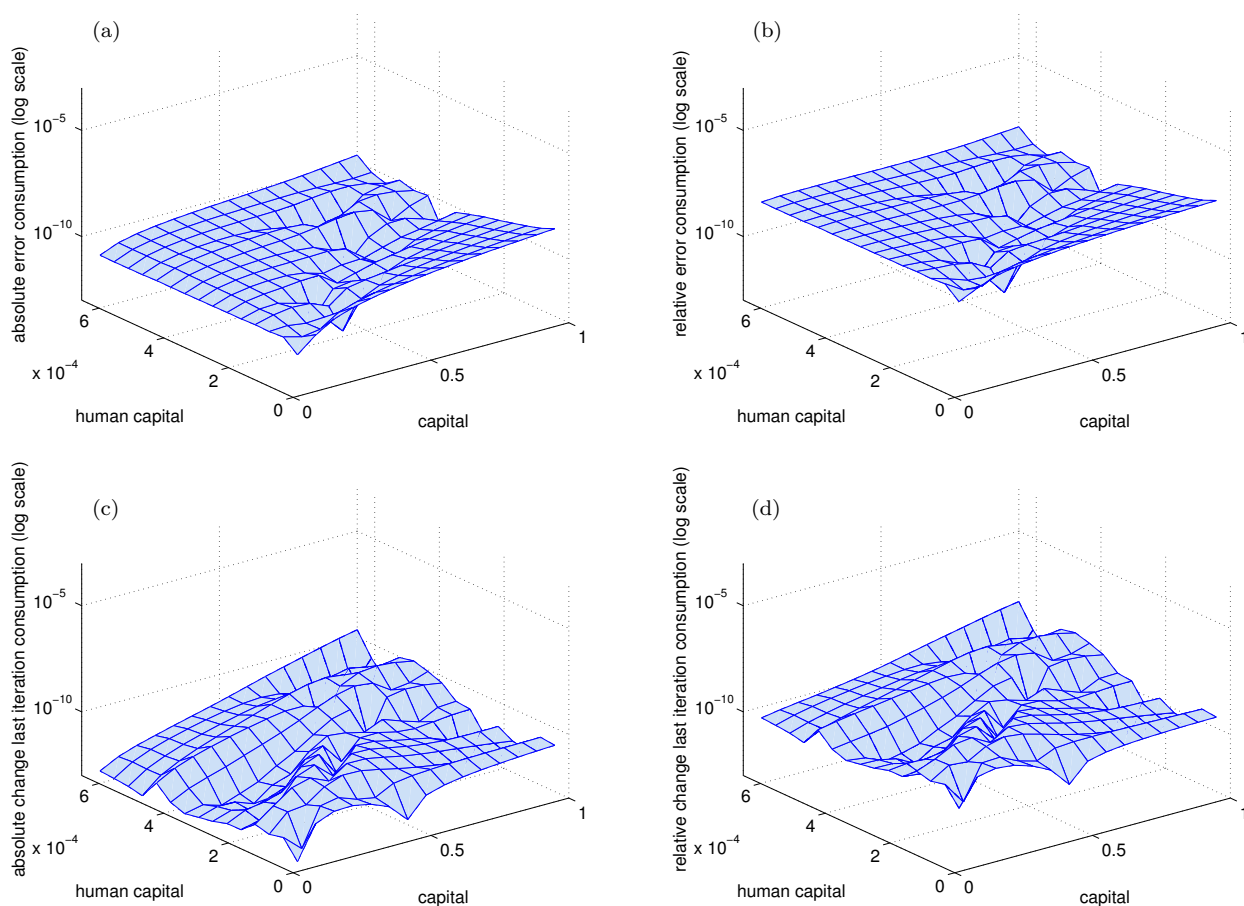 (a)
absolute error consumption (log scale)
10⁻⁵
10⁻¹⁰
6
4
2
0
x 10⁻⁴
human capital
0
0.5
1
capital
(b)
relative error consumption (log scale)
10⁻⁵
10⁻¹⁰
6
4
2
0
x 10⁻⁴
human capital
0
0.5
1
capital
(c)
absolute change last iteration consumption (log scale)
10⁻⁵
10⁻¹⁰
6
4
2
0
x 10⁻⁴
human capital
0
0.5
1
capital
(d)
relative change last iteration consumption (log scale)
10⁻⁵
10⁻¹⁰
6
4
2
0
x 10⁻⁴
human capital
0
0.5
1
capital